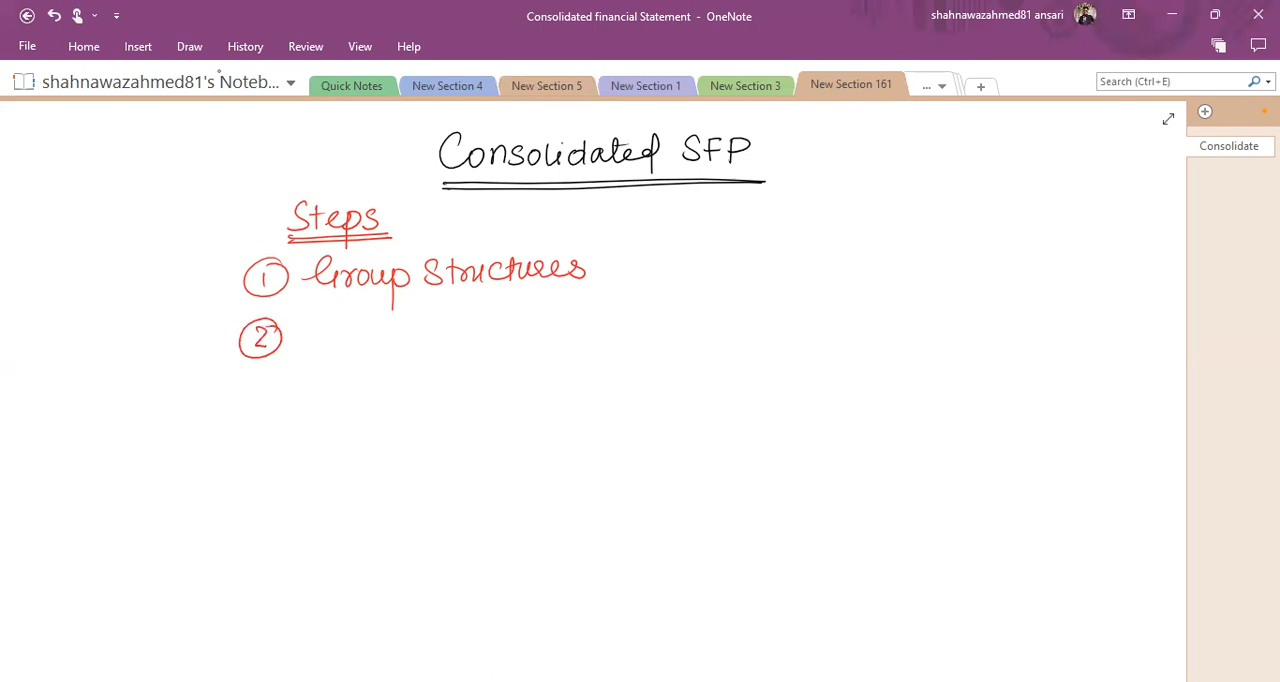 Consolidated financial Statement - OneNote
shahnawazahmed81 ansari
File Home Insert Draw History Review View Help
shahnawazahmed81's Noteb...
Quick Notes New Section 4 New Section 5 New Section 1 New Section 3 New Section 161 ...
Search (Ctrl+E)
Consolidate
Consolidated SFP
Steps
1 Group Structures
2